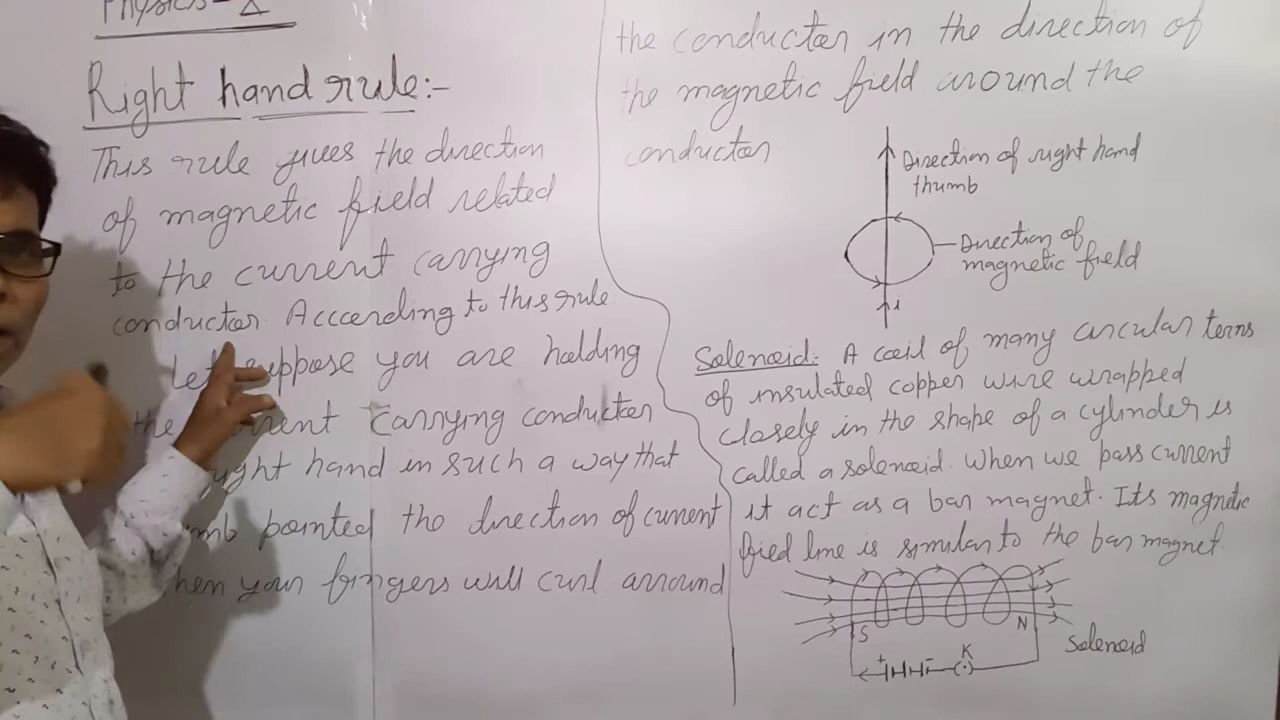 Physics - X
Right hand rule:-
This rule gives the direction
of magnetic field related
to the current carrying
conductor. According to this rule
Let suppose you are holding
the current carrying conductor
right hand in such a way that
pointed the direction of current
then your fingers will curl arround
the conductor in the direction of
the magnetic field around the
conductor
Direction of right hand
thumb
Direction of
magnetic field
i
Solenoid: A coil of many circular terns
of insulated copper wire wrapped
closely in the shape of a cylinder is
called a solenoid. When we pass current
it act as a bar magnet. Its magnetic
fied line is similar to the bar magnet.
S
N
Solenoid
+
-
K